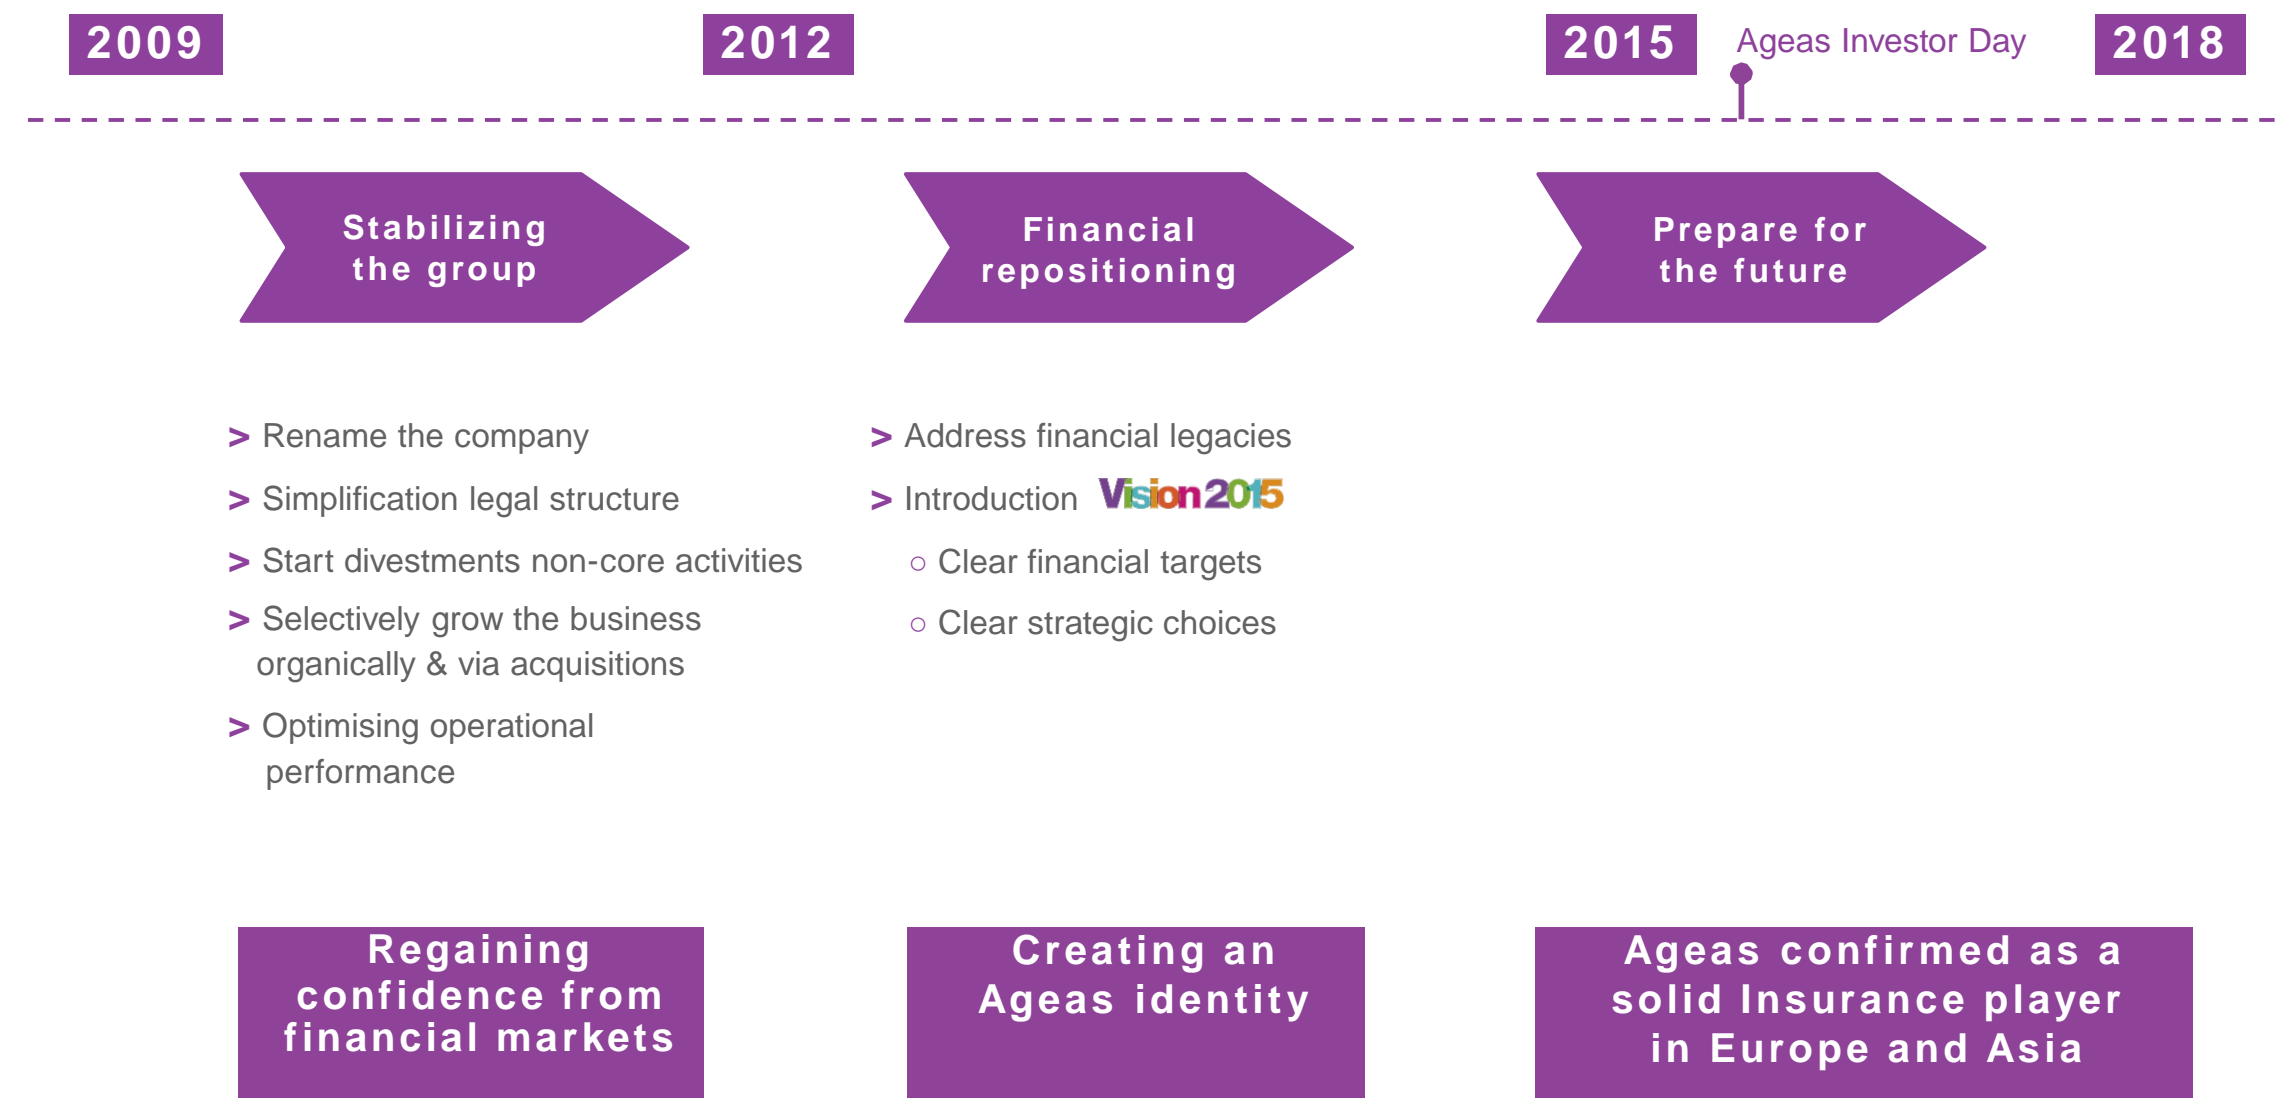 2009
2012
2015
Ageas Investor Day
2018
Stabilizing
the group
Financial
repositioning
Prepare for
the future
> Rename the company
> Simplification legal structure
> Start divestments non-core activities
> Selectively grow the business
organically & via acquisitions
> Optimising operational
performance
> Address financial legacies
> Introduction Vision2015
○ Clear financial targets
○ Clear strategic choices
Regaining
confidence from
financial markets
Creating an
Ageas identity
Ageas confirmed as a
solid Insurance player
in Europe and Asia